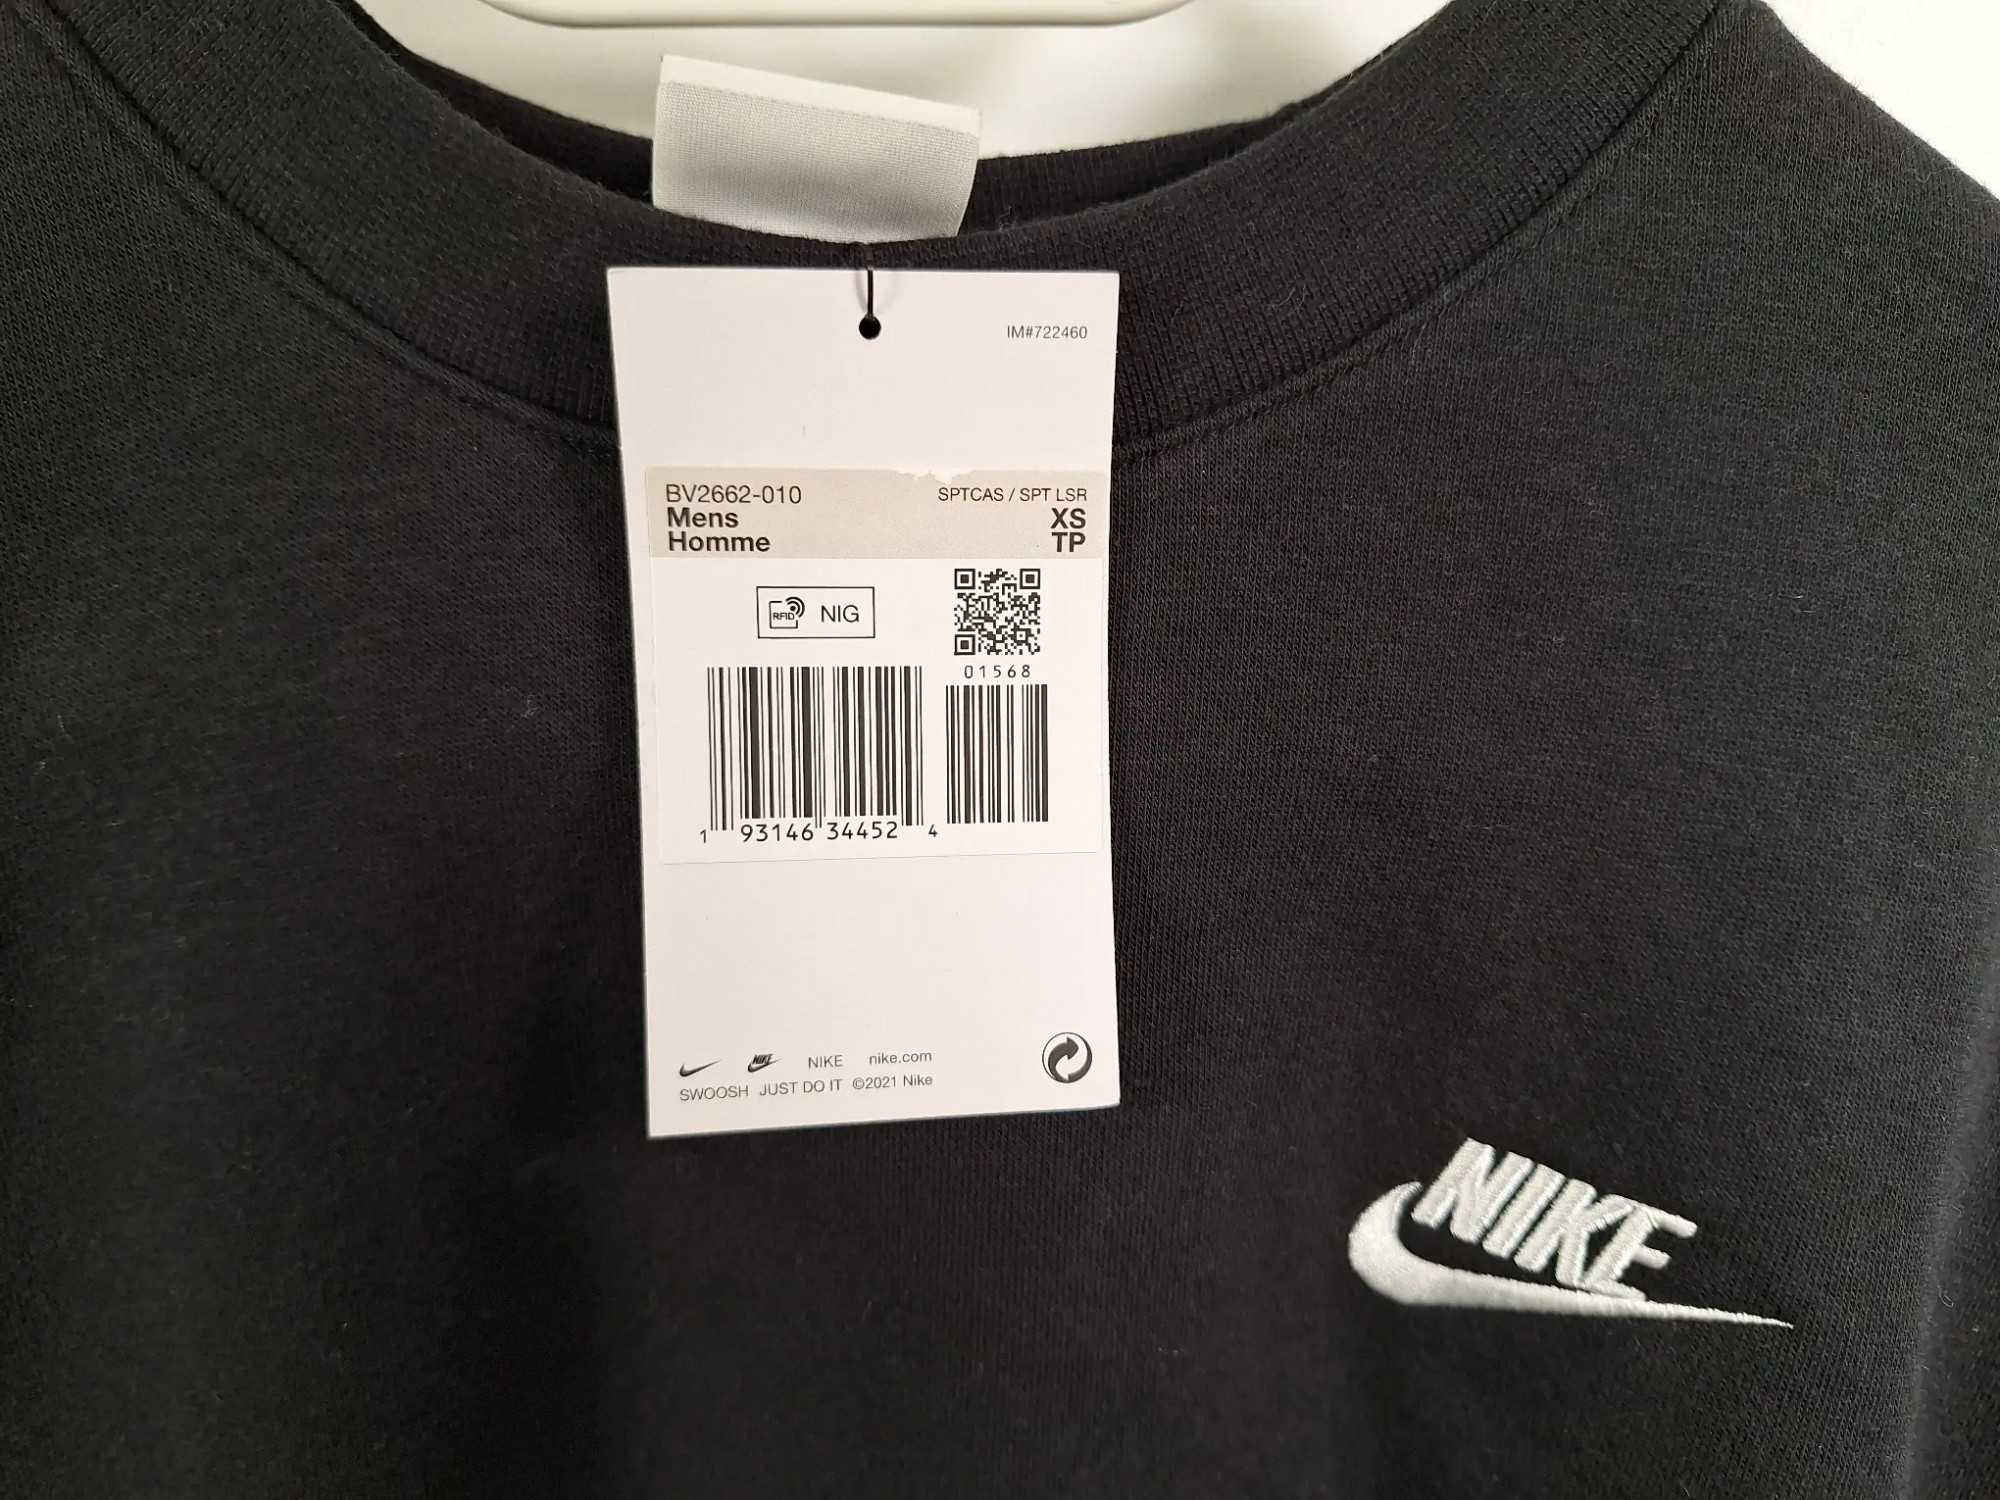 IM#722460
BV2662-010 SPTCAS / SPT LSR
Mens XS
Homme TP
RFID NIG
01568
1 93146 34452 4
NIKE NIKE nike.com
SWOOSH JUST DO IT ©2021 Nike
NIKE